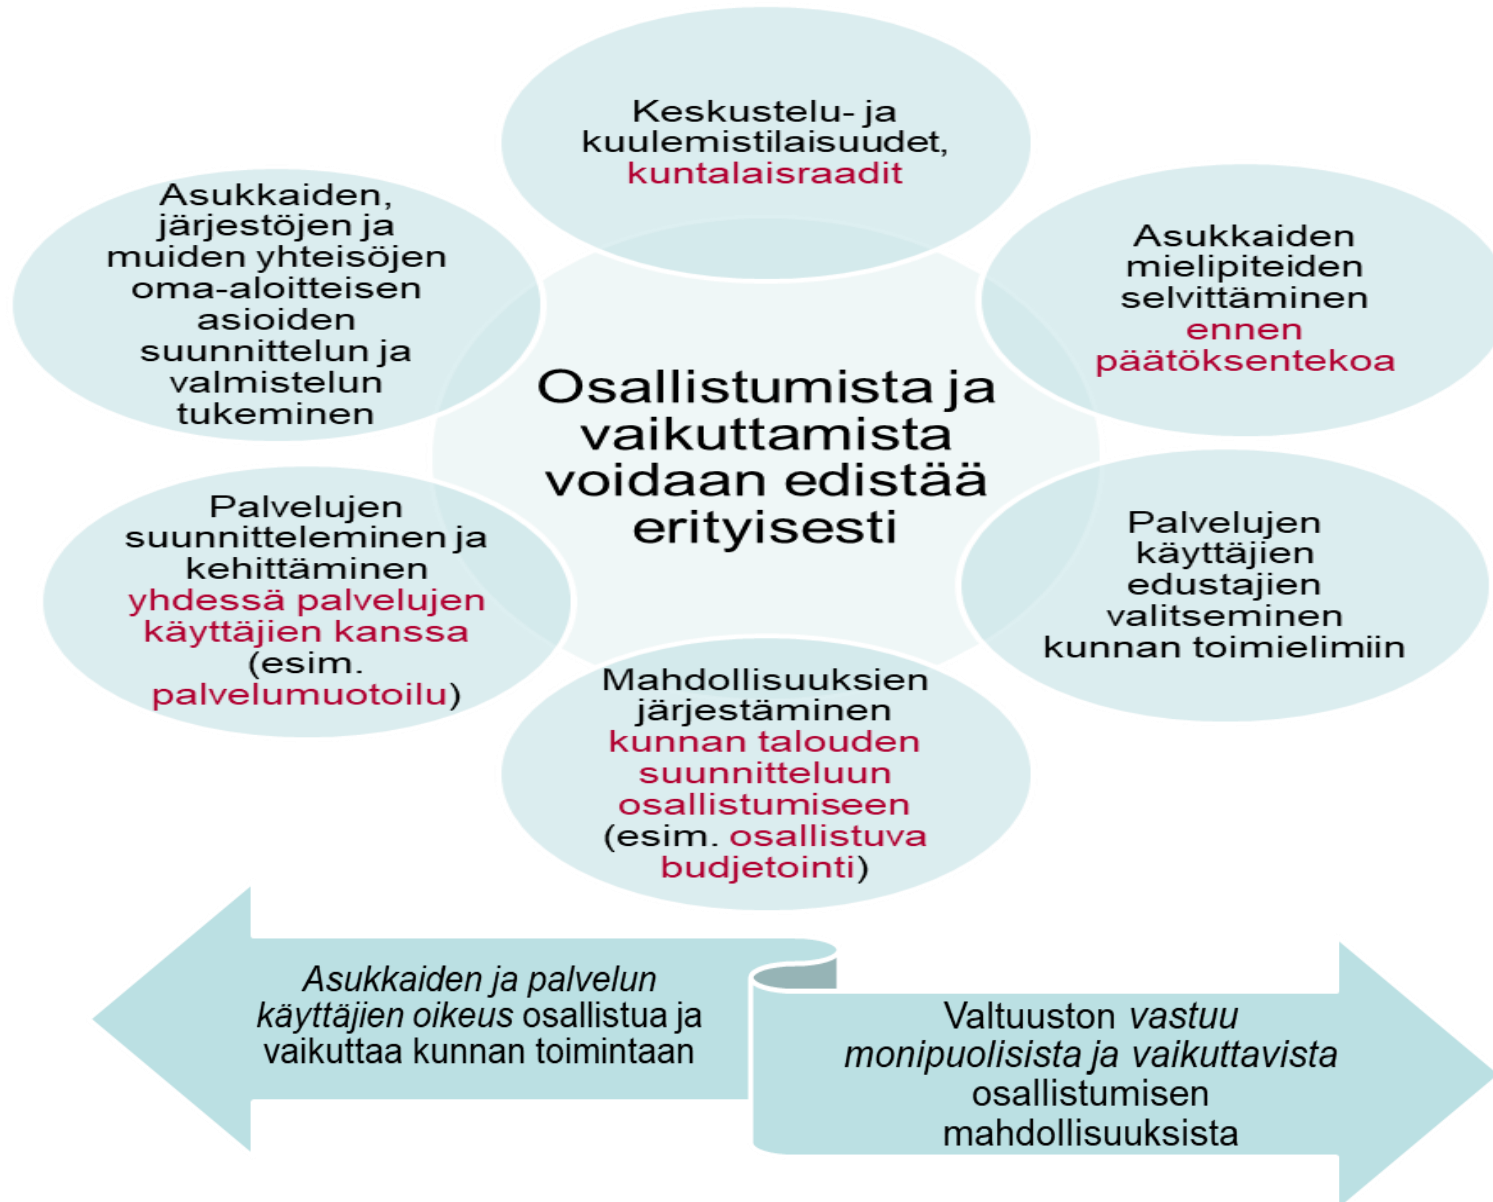 Keskustelu- ja
kuulemistilaisuudet,
kuntalaisraadit
Asukkaiden,
järjestöjen ja
muiden yhteisöjen
oma-aloitteisen
asioiden
suunnittelun ja
valmistelun
tukeminen
Asukkaiden
mielipiteiden
selvittäminen
ennen
päätöksentekoa
Osallistumista ja
vaikuttamista
voidaan edistää
erityisesti
Palvelujen
suunnitteleminen ja
kehittäminen
yhdessä palvelujen
käyttäjien kanssa
(esim.
palvelumuotoilu)
Palvelujen
käyttäjien
edustajien
valitseminen
kunnan toimielimiin
Mahdollisuuksien
järjestäminen
kunnan talouden
suunnitteluun
osallistumiseen
(esim. osallistuva
budjetointi)
Asukkaiden ja palvelun
käyttäjien oikeus osallistua ja
vaikuttaa kunnan toimintaan
Valtuuston vastuu
monipuolisista ja vaikuttavista
osallistumisen
mahdollisuuksista